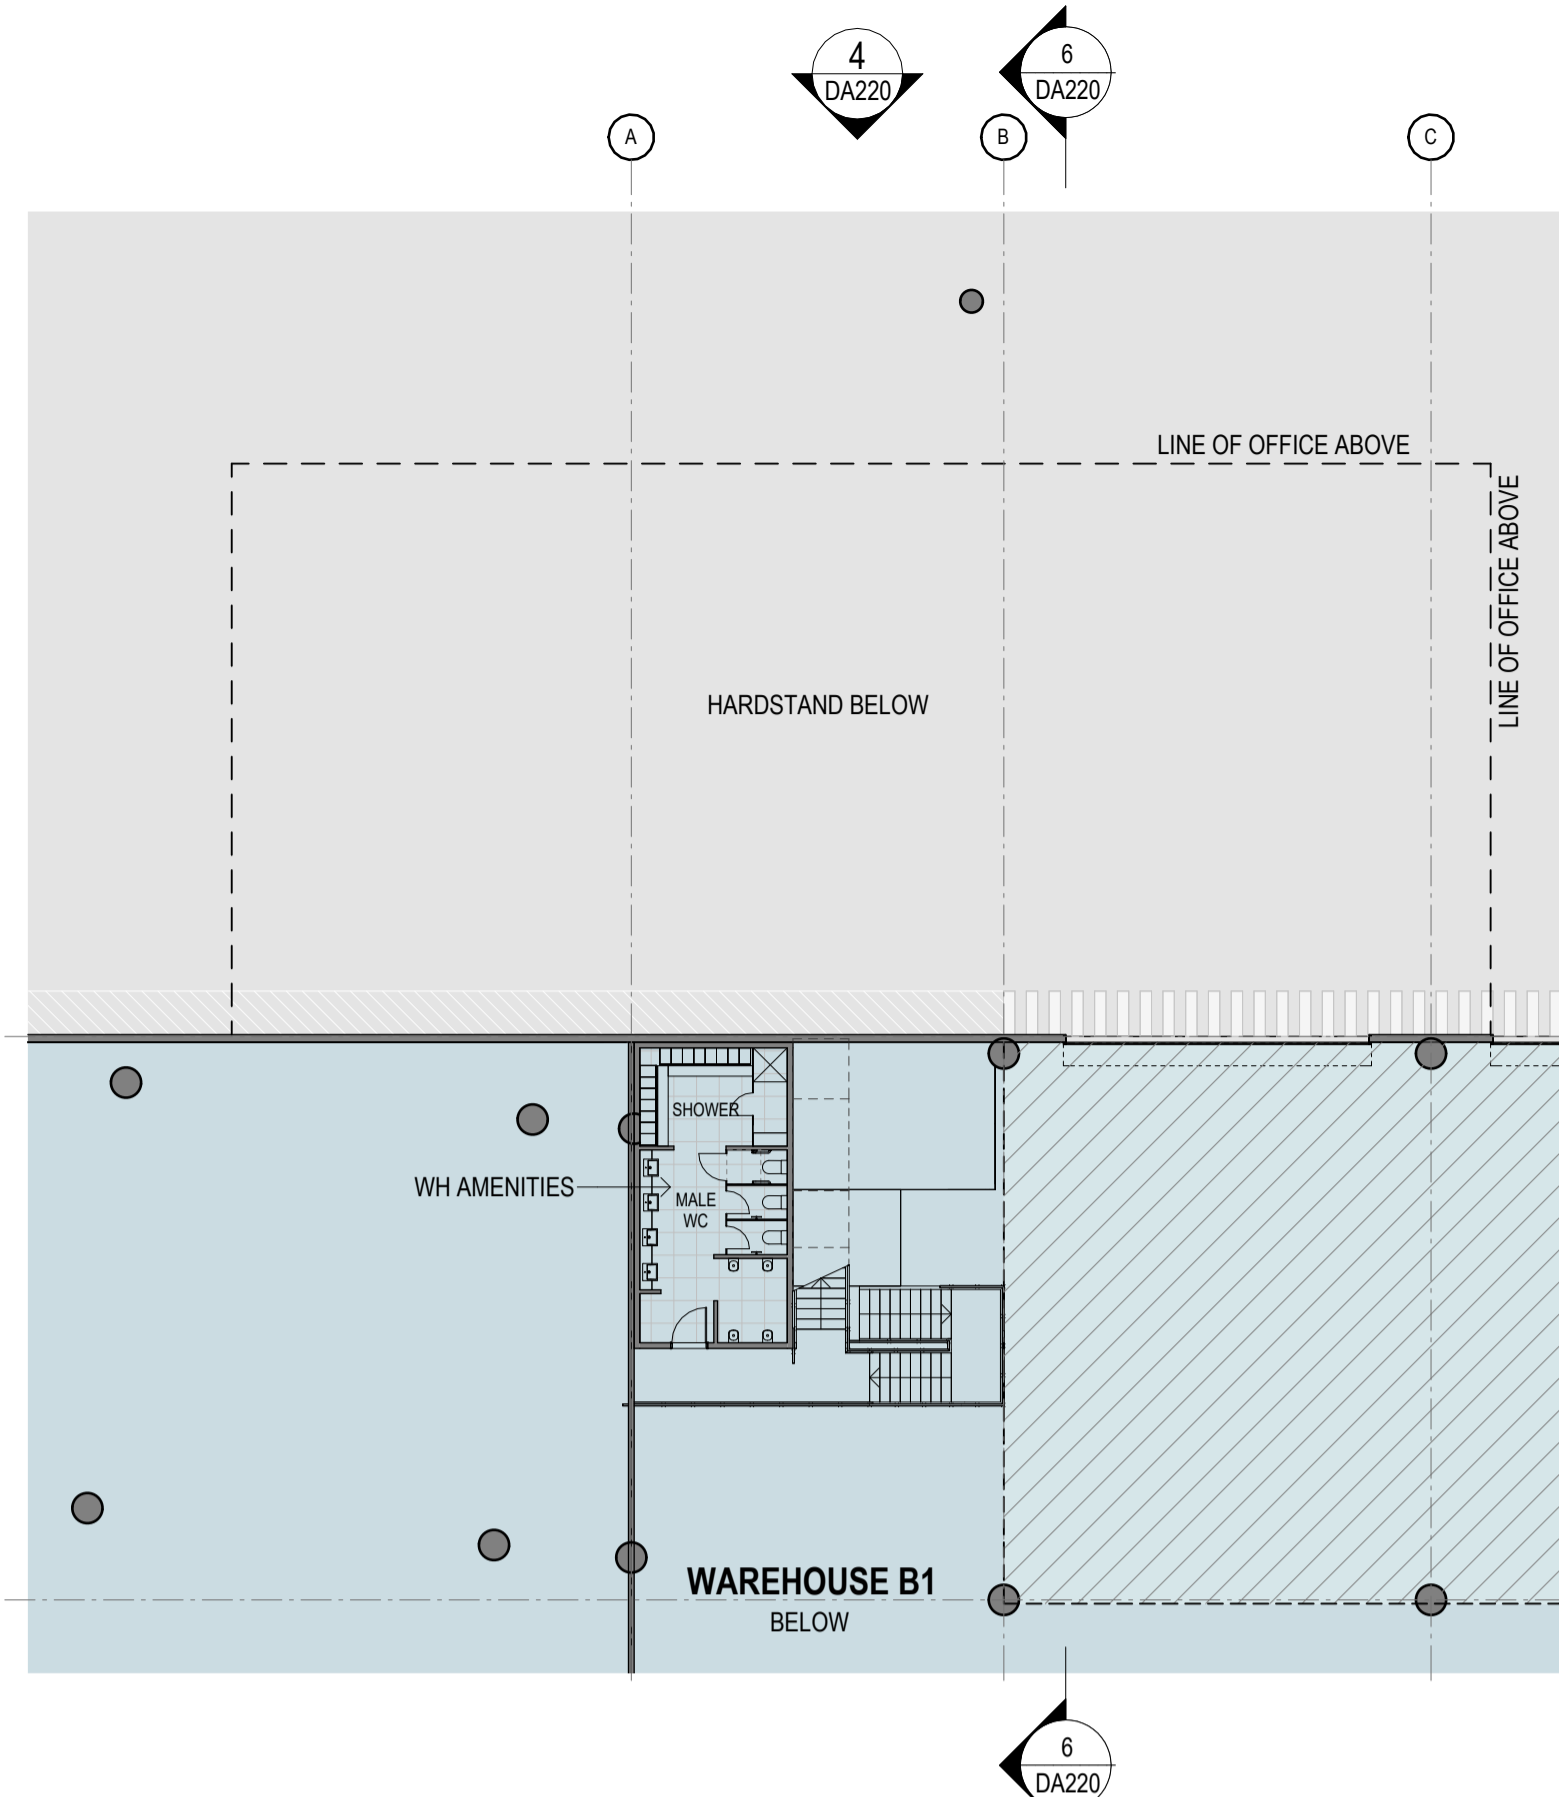 4
DA220
6
DA220
A
B
C
LINE OF OFFICE ABOVE
LINE OF OFFICE ABOVE
HARDSTAND BELOW
SHOWER
WH AMENITIES
MALE
WC
WAREHOUSE B1
BELOW
6
DA220